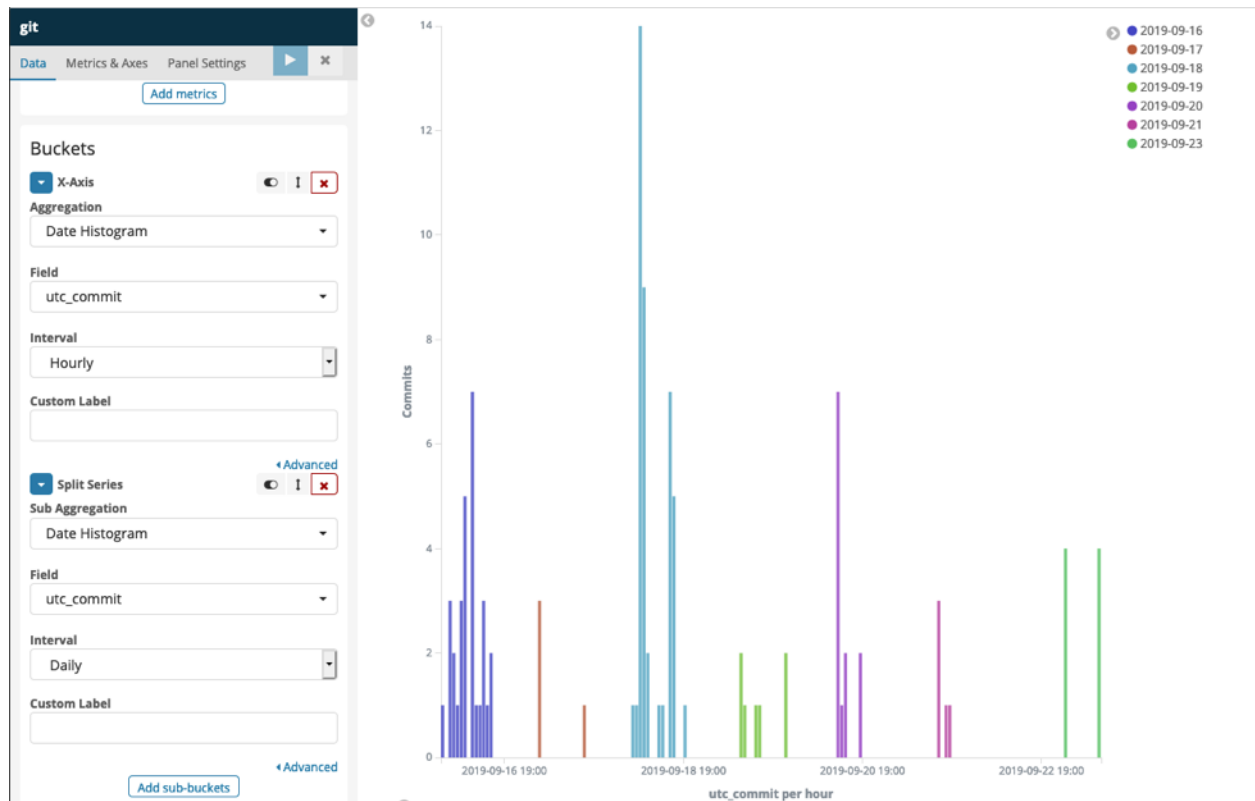 git
Data Metrics & Axes Panel Settings
Add metrics
Buckets
X-Axis
Aggregation
Date Histogram
Field
utc_commit
Interval
Hourly
Custom Label
Advanced
Split Series
Sub Aggregation
Date Histogram
Field
utc_commit
Interval
Daily
Custom Label
Advanced
Add sub-buckets
14
12
10
8
6
4
2
0
Commits
2019-09-16 19:00 2019-09-18 19:00 2019-09-20 19:00 2019-09-22 19:00
utc_commit per hour
2019-09-16
2019-09-17
2019-09-18
2019-09-19
2019-09-20
2019-09-21
2019-09-23